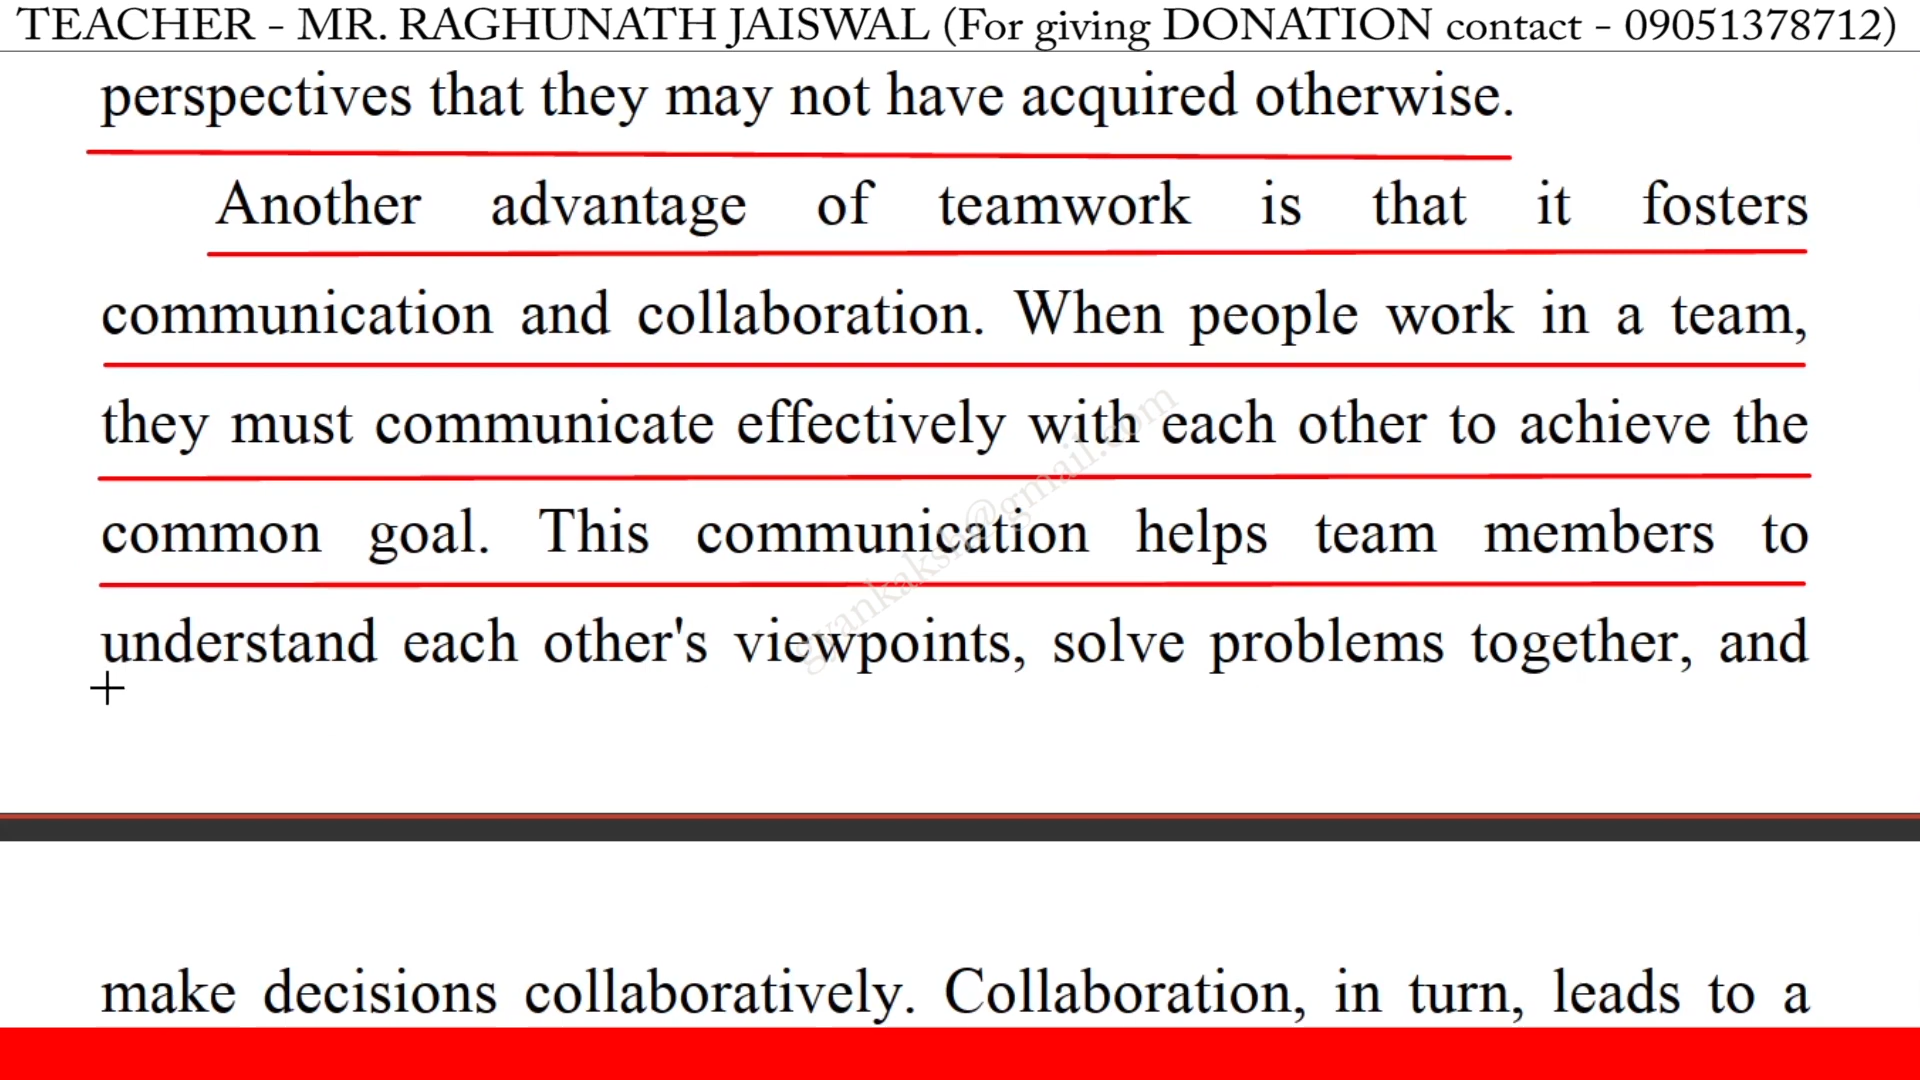 TEACHER - MR. RAGHUNATH JAISWAL (For giving DONATION contact - 09051378712)
perspectives that they may not have acquired otherwise.
Another advantage of teamwork is that it fosters
communication and collaboration. When people work in a team,
they must communicate effectively with each other to achieve the
common goal. This communication helps team members to
understand each other's viewpoints, solve problems together, and
gyankaksh@gmail.com
make decisions collaboratively. Collaboration, in turn, leads to a